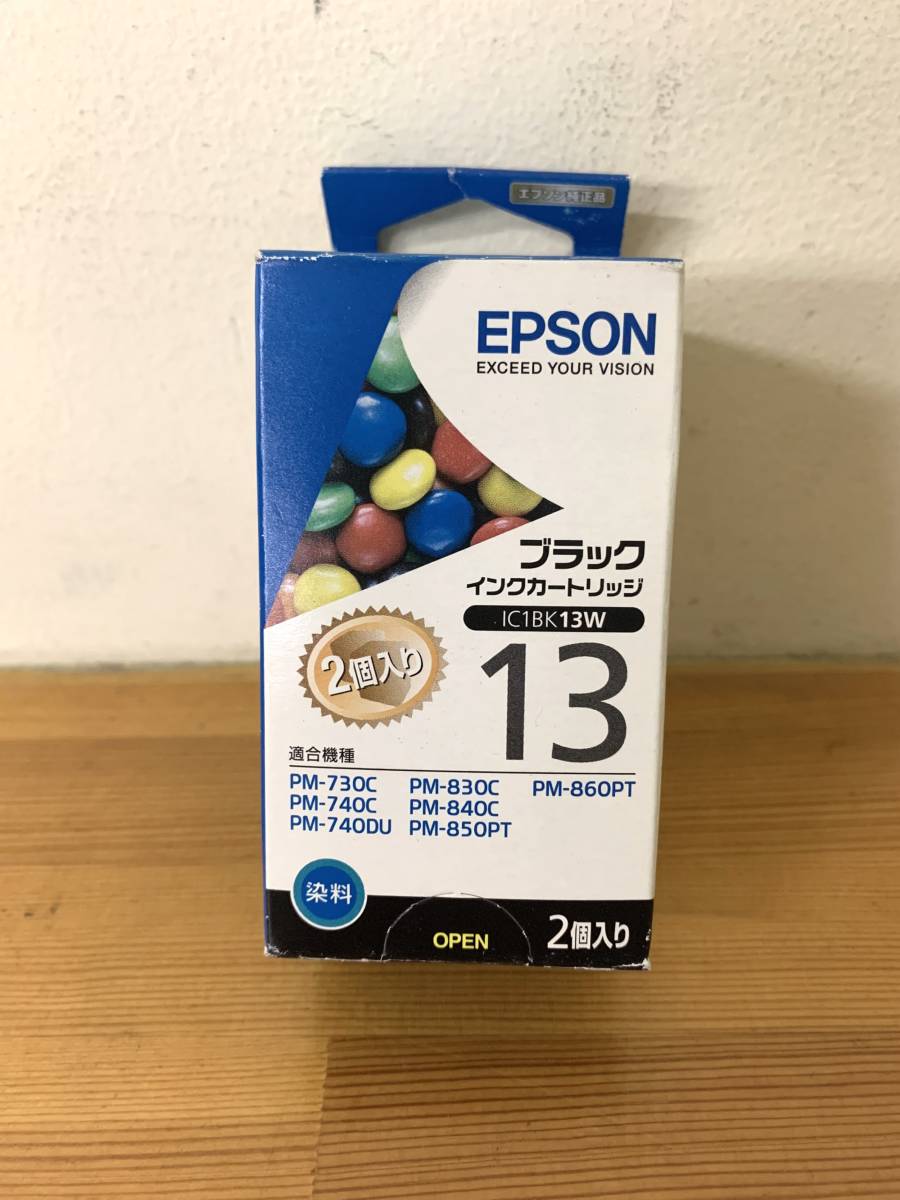 エプソン純正品
EPSON
EXCEED YOUR VISION
ブラック
インクカートリッジ
IC1BK13W
13
2個入り
適合機種
PM-730C PM-830C PM-860PT
PM-740C PM-840C
PM-740DU PM-850PT
染料
OPEN
2個入り